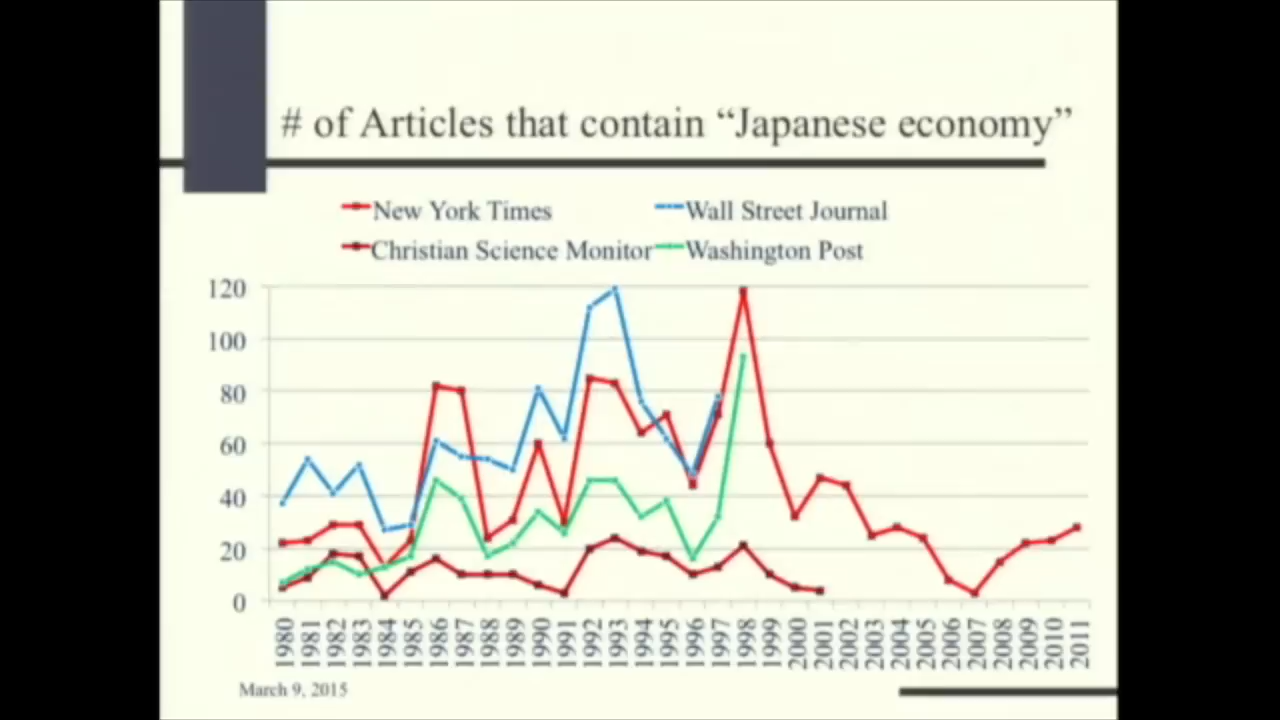 # of Articles that contain “Japanese economy”
New York Times Wall Street Journal
Christian Science Monitor Washington Post
120
100
80
60
40
20
0
1980 1981 1982 1983 1984 1985 1986 1987 1988 1989 1990 1991 1992 1993 1994 1995 1996 1997 1998 1999 2000 2001 2002 2003 2004 2005 2006 2007 2008 2009 2010 2011
March 9, 2015